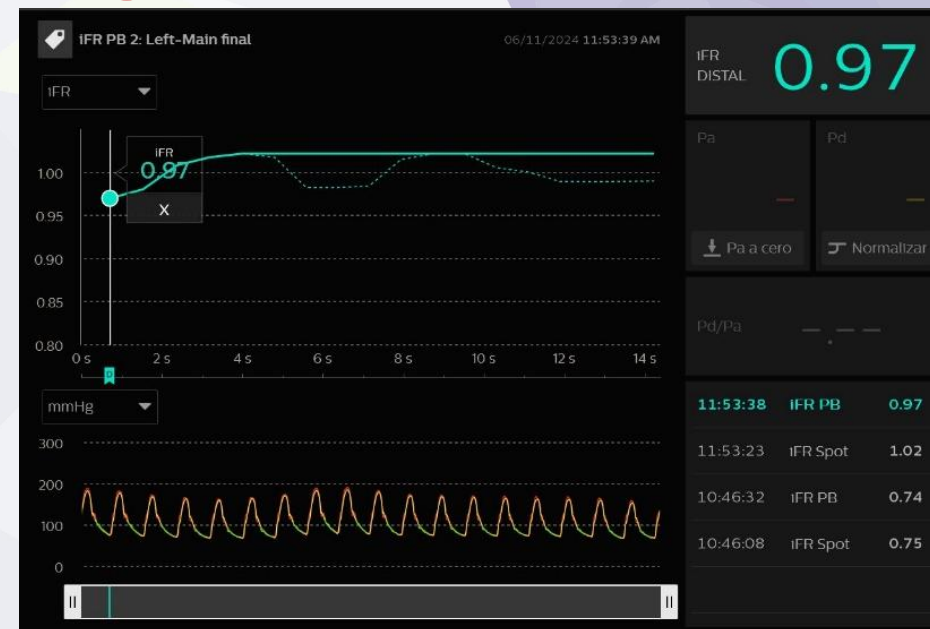 iFR PB 2: Left-Main final
06/11/2024 11:53:39 AM
iFR
iFR
0.97
X
1.00
0.95
0.90
0.85
0.80
0 s 2 s 4 s 6 s 8 s 10 s 12 s 14 s
mmHg
300
200
100
0
iFR
DISTAL
0.97
Pa
Pd
Pa a cero
Normalizar
Pd/Pa
11:53:38 iFR PB 0.97
11:53:23 iFR Spot 1.02
10:46:32 iFR PB 0.74
10:46:08 iFR Spot 0.75